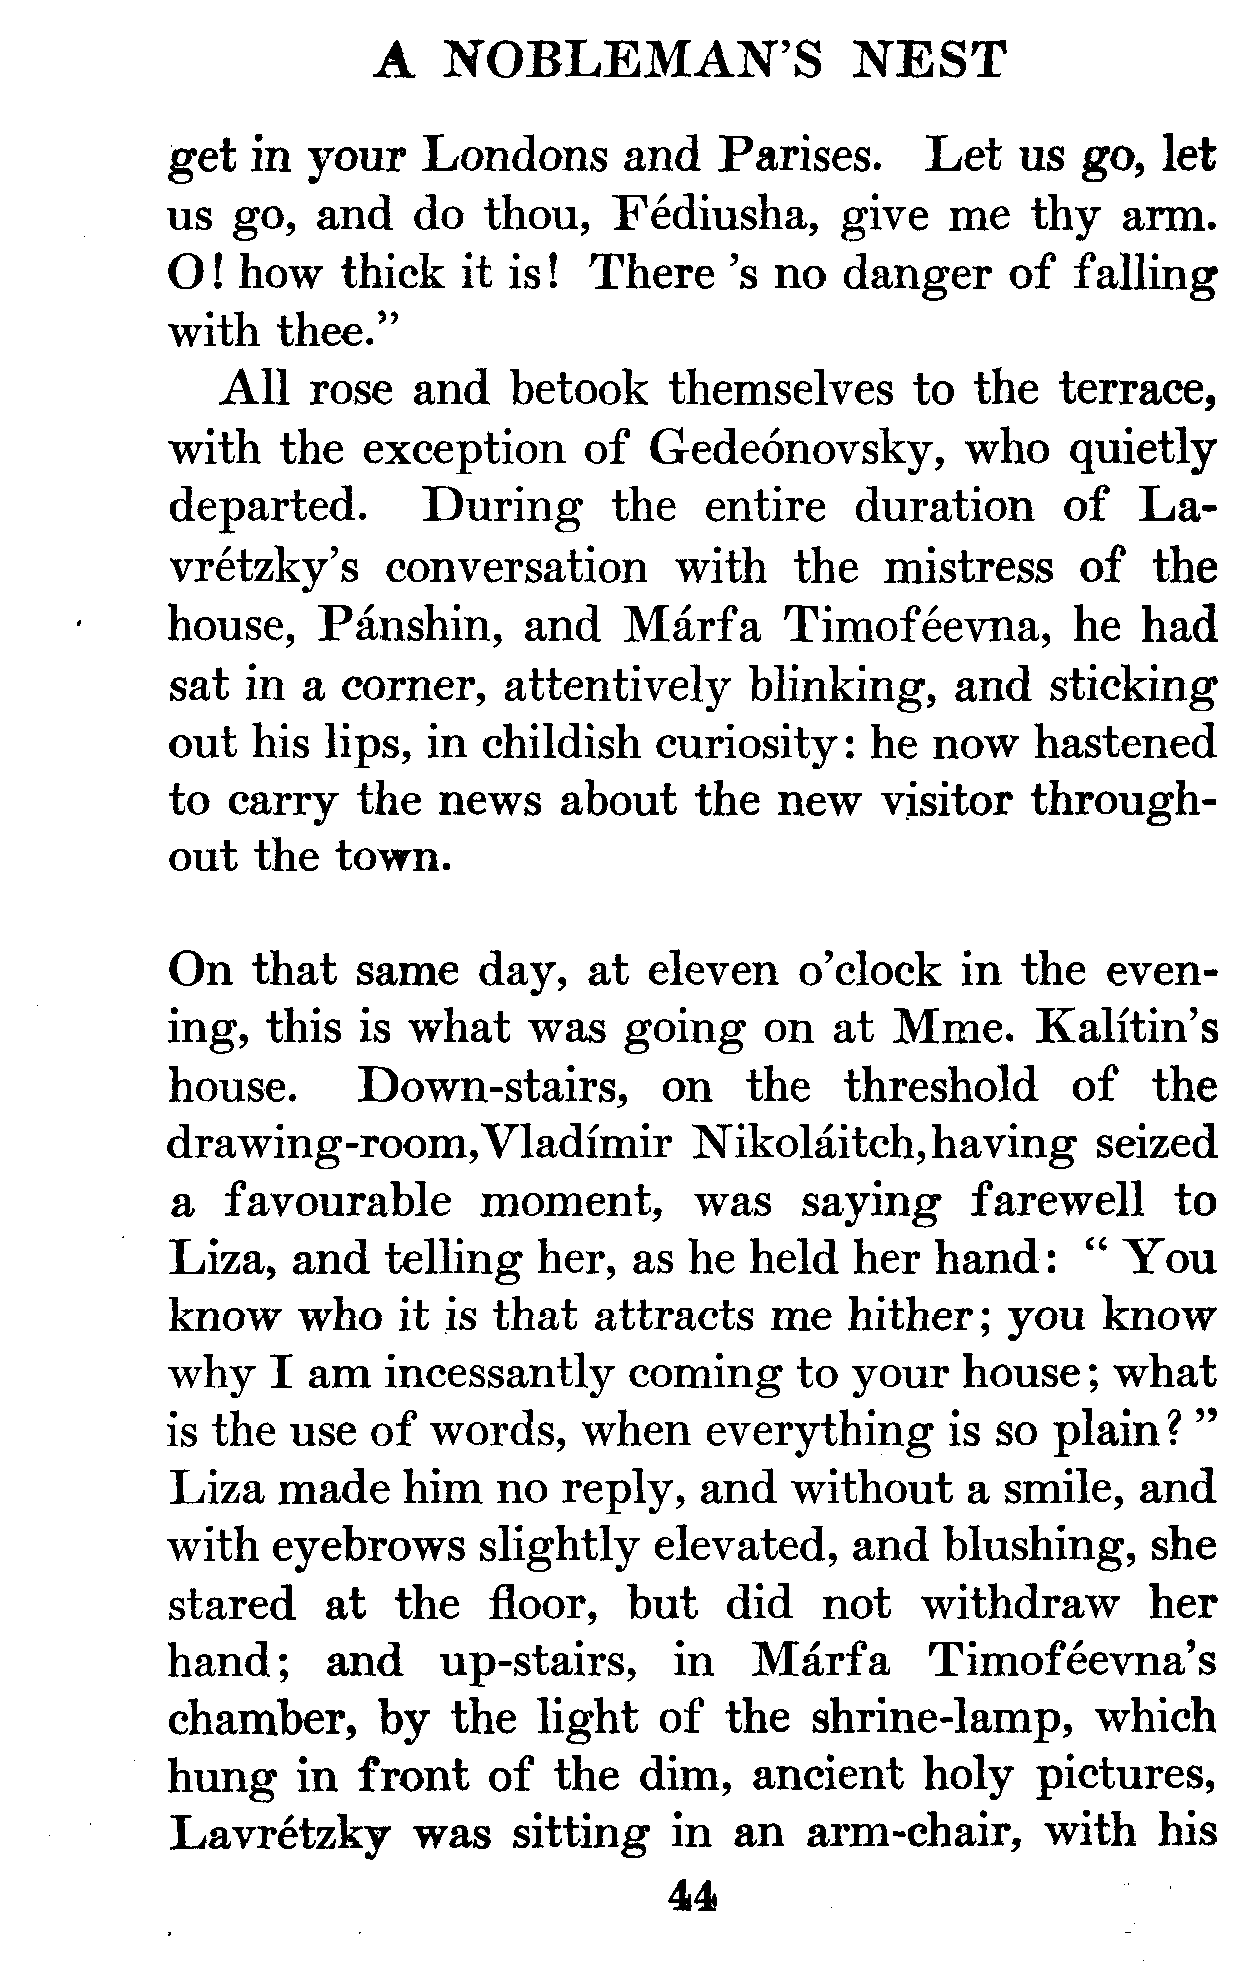 A NOBLEMAN'S NEST
get in your Londons and Parises. Let us go, let
us go, and do thou, Fédiusha, give me thy arm.
O! how thick it is! There 's no danger of falling
with thee."
All rose and betook themselves to the terrace,
with the exception of Gedeónovsky, who quietly
departed. During the entire duration of La-
vrétzky's conversation with the mistress of the
house, Pánshin, and Márfa Timoféevna, he had
sat in a corner, attentively blinking, and sticking
out his lips, in childish curiosity: he now hastened
to carry the news about the new visitor through-
out the town.
On that same day, at eleven o'clock in the even-
ing, this is what was going on at Mme. Kalítin's
house. Down-stairs, on the threshold of the
drawing-room, Vladímir Nikoláitch, having seized
a favourable moment, was saying farewell to
Liza, and telling her, as he held her hand: "You
know who it is that attracts me hither; you know
why I am incessantly coming to your house; what
is the use of words, when everything is so plain?"
Liza made him no reply, and without a smile, and
with eyebrows slightly elevated, and blushing, she
stared at the floor, but did not withdraw her
hand; and up-stairs, in Márfa Timoféevna's
chamber, by the light of the shrine-lamp, which
hung in front of the dim, ancient holy pictures,
Lavrétzky was sitting in an arm-chair, with his
44